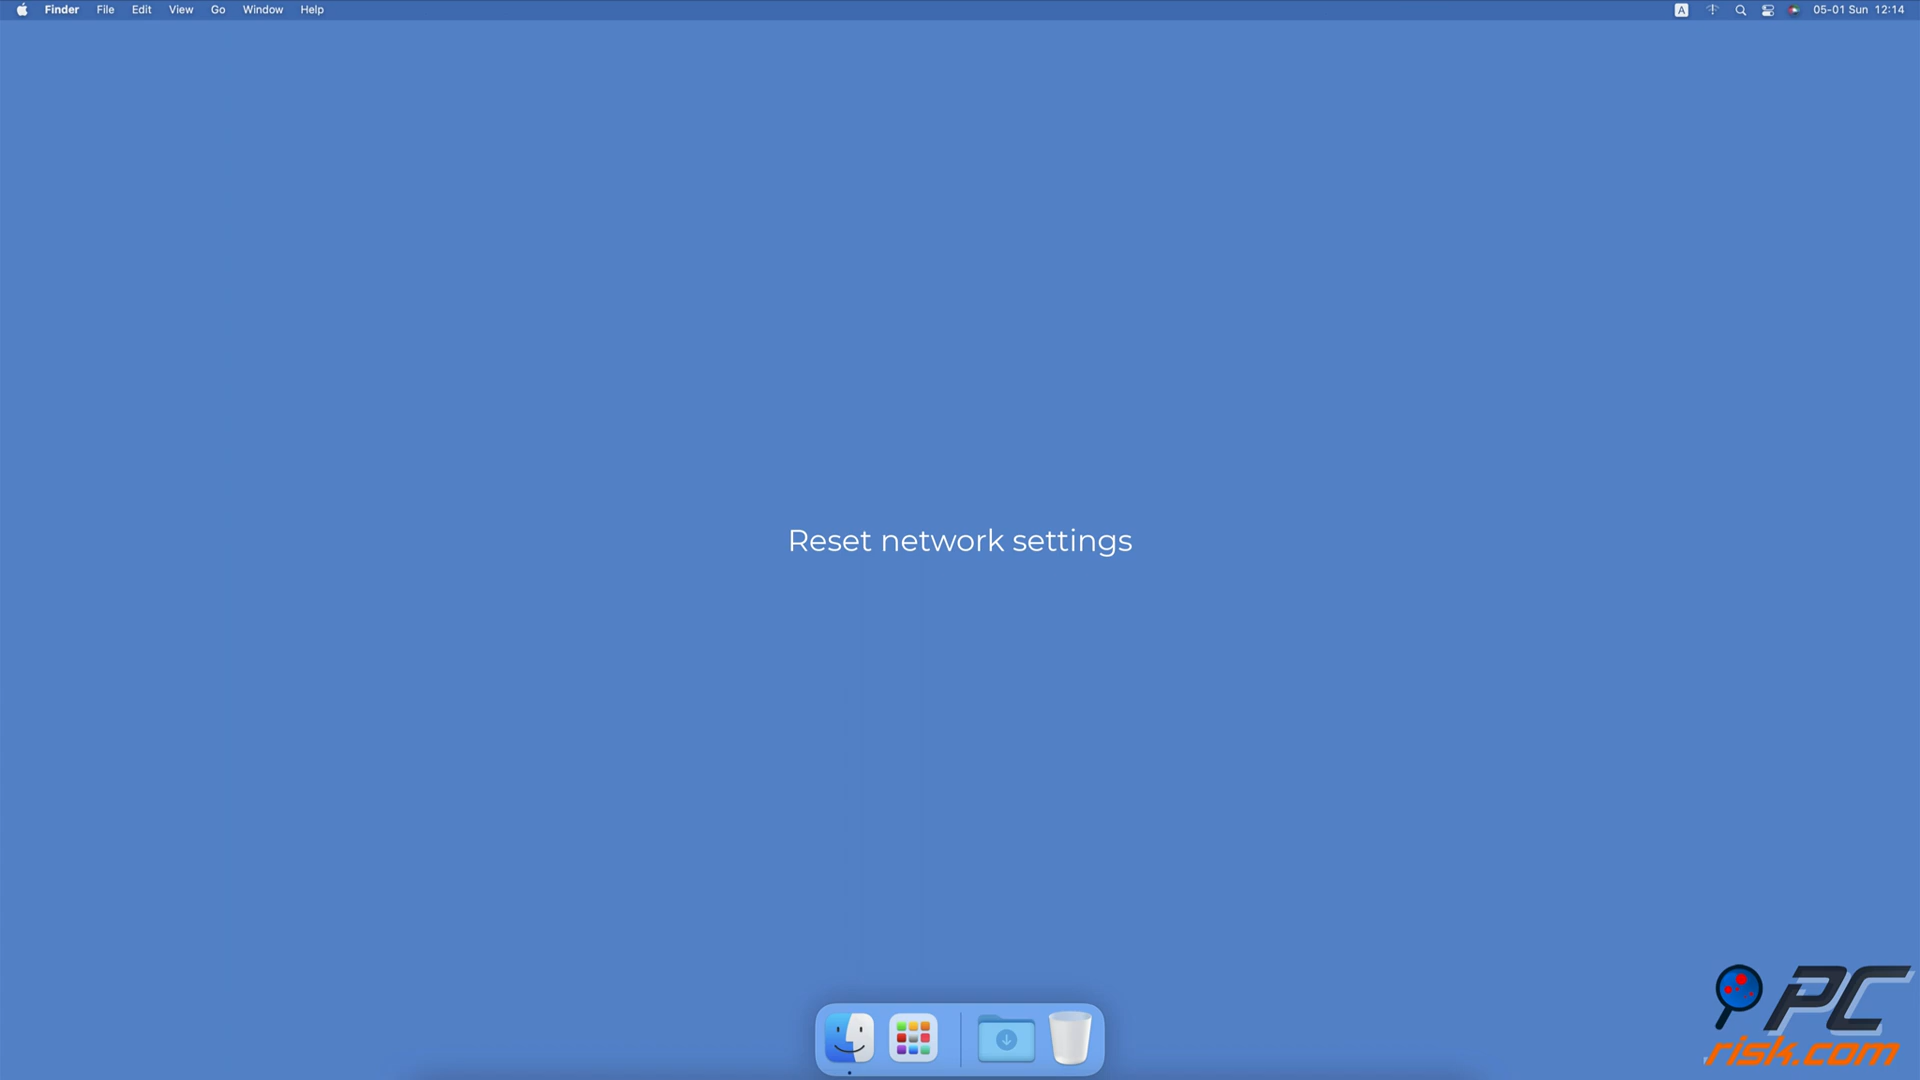 Finder File Edit View Go Window Help A 05-01 Sun 12:14
Reset network settings
PC
risk.com